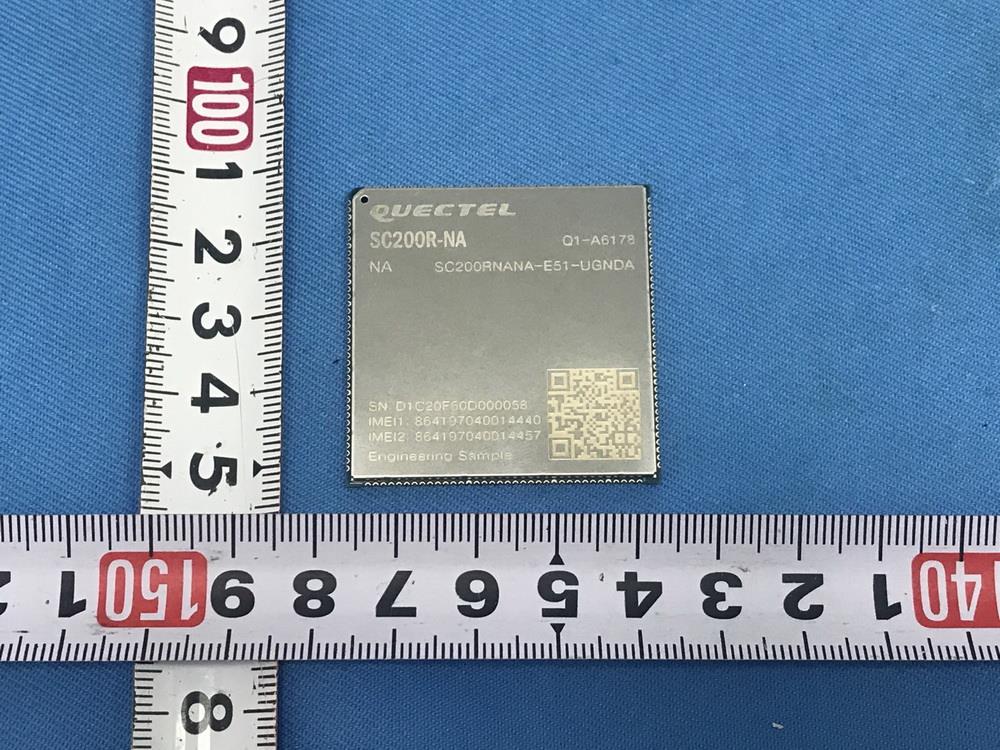 9
100
1
2
3
4
5
QUECTEL
SC200R-NA Q1-A6178
NA SC200RNANA-E51-UGNDA
SN D1C20F60D000058
IMEI1: 864197040014440
IMEI2: 864197040014457
Engineering Sample
1 150 9 8 7 6 5 4 3 2 1 140
8